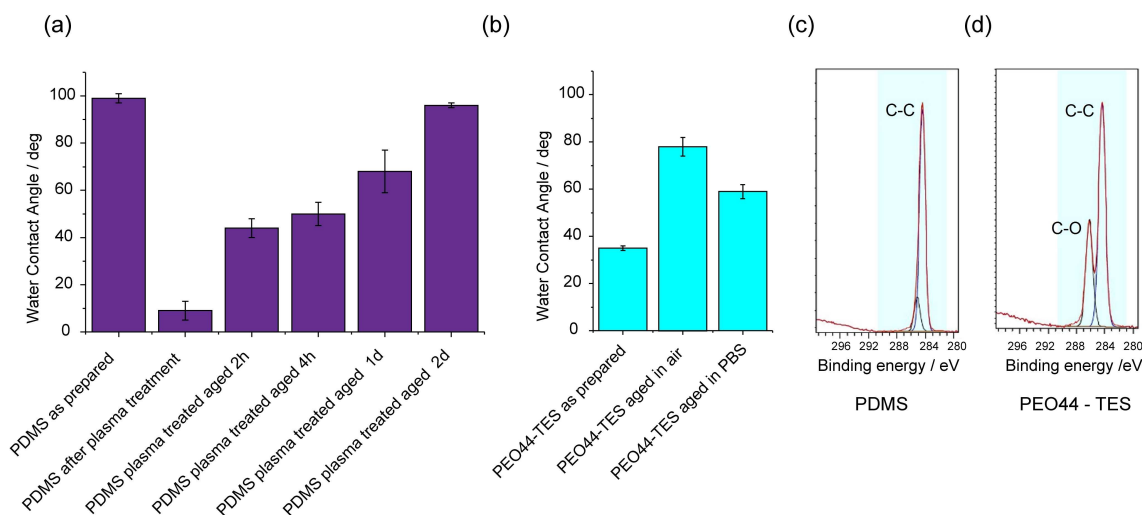 (a)
(b)
(c)
(d)
Water Contact Angle / deg
100
80
60
40
20
0
PDMS as prepared
PDMS after plasma treatment
PDMS plasma treated aged 2h
PDMS plasma treated aged 4h
PDMS plasma treated aged 1d
PDMS plasma treated aged 2d
Water Contact Angle / deg
100
80
60
40
20
0
PEO44-TES as prepared
PEO44-TES aged in air
PEO44-TES aged in PBS
C-C
296 292 288 284 280
Binding energy / eV
PDMS
C-C
C-O
296 292 288 284 280
Binding energy /eV
PEO44 - TES